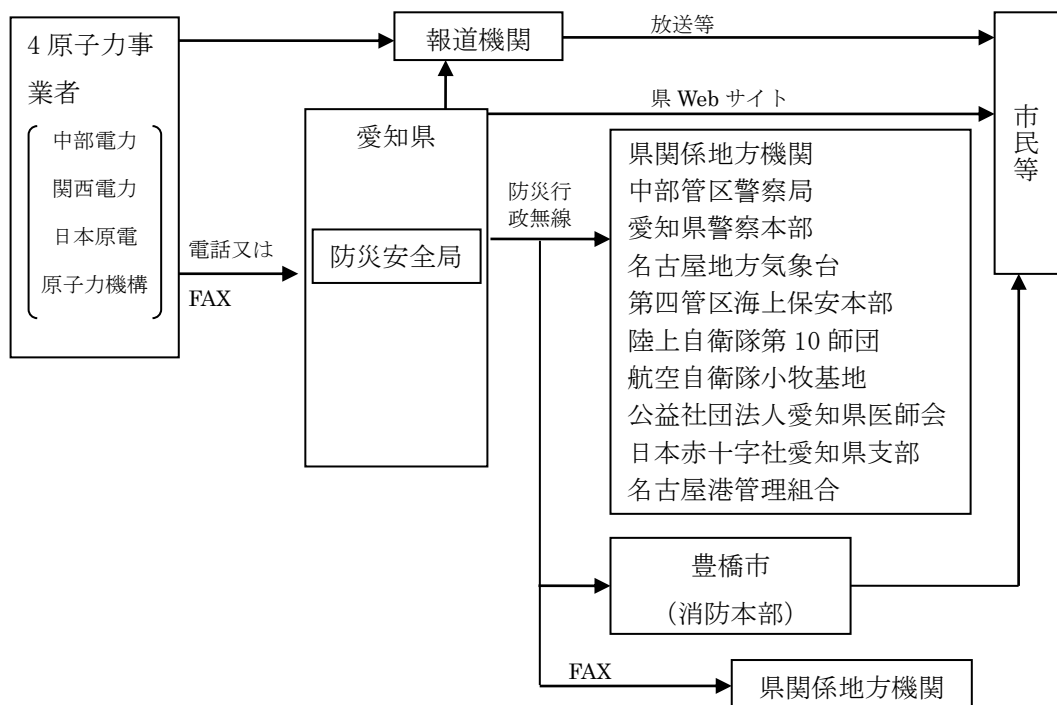 4 原子力事
業者
中部電力
関西電力
日本原電
原子力機構
電話又は
FAX
報道機関
放送等
県 Web サイト
愛知県
防災安全局
防災行
政無線
県関係地方機関
中部管区警察局
愛知県警察本部
名古屋地方気象台
第四管区海上保安本部
陸上自衛隊第 10 師団
航空自衛隊小牧基地
公益社団法人愛知県医師会
日本赤十字社愛知県支部
名古屋港管理組合
市民等
豊橋市
（消防本部）
FAX
県関係地方機関